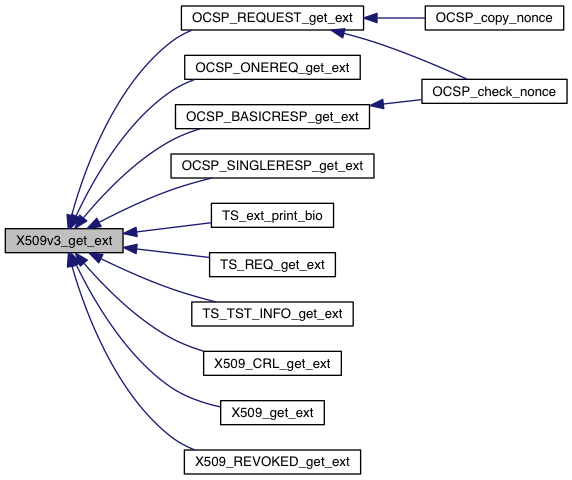 OCSP_REQUEST_get_ext
OCSP_copy_nonce
OCSP_ONEREQ_get_ext
OCSP_check_nonce
OCSP_BASICRESP_get_ext
OCSP_SINGLERESP_get_ext
TS_ext_print_bio
X509v3_get_ext
TS_REQ_get_ext
TS_TST_INFO_get_ext
X509_CRL_get_ext
X509_get_ext
X509_REVOKED_get_ext